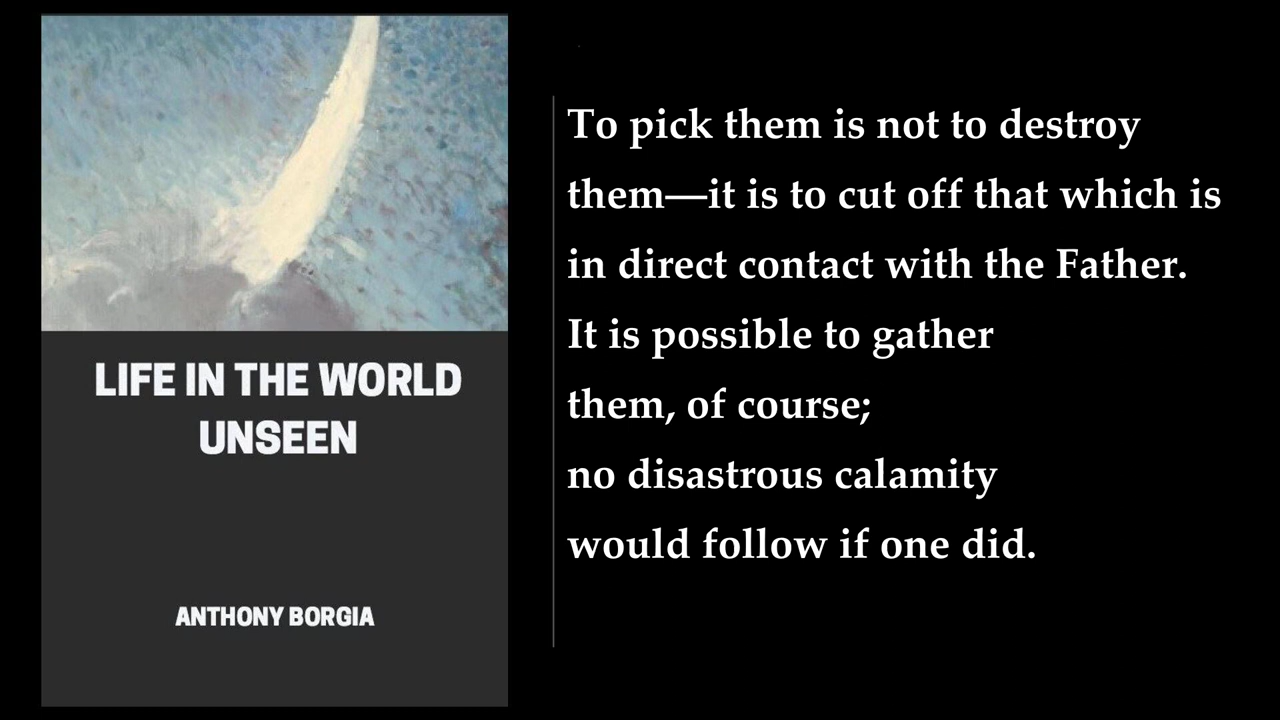 LIFE IN THE WORLD
UNSEEN
ANTHONY BORGIA
To pick them is not to destroy
them—it is to cut off that which is
in direct contact with the Father.
It is possible to gather
them, of course;
no disastrous calamity
would follow if one did.